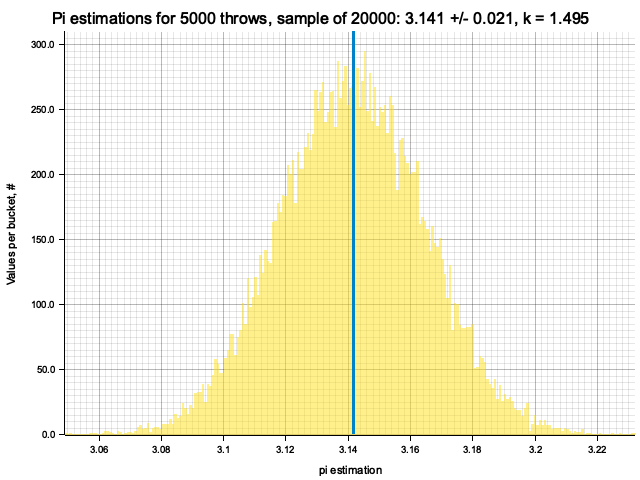 Pi estimations for 5000 throws, sample of 20000: 3.141 +/- 0.021, k = 1.495
300.0
250.0
200.0
150.0
100.0
50.0
0.0
Values per bucket, #
3.06 3.08 3.1 3.12 3.14 3.16 3.18 3.2 3.22
pi estimation